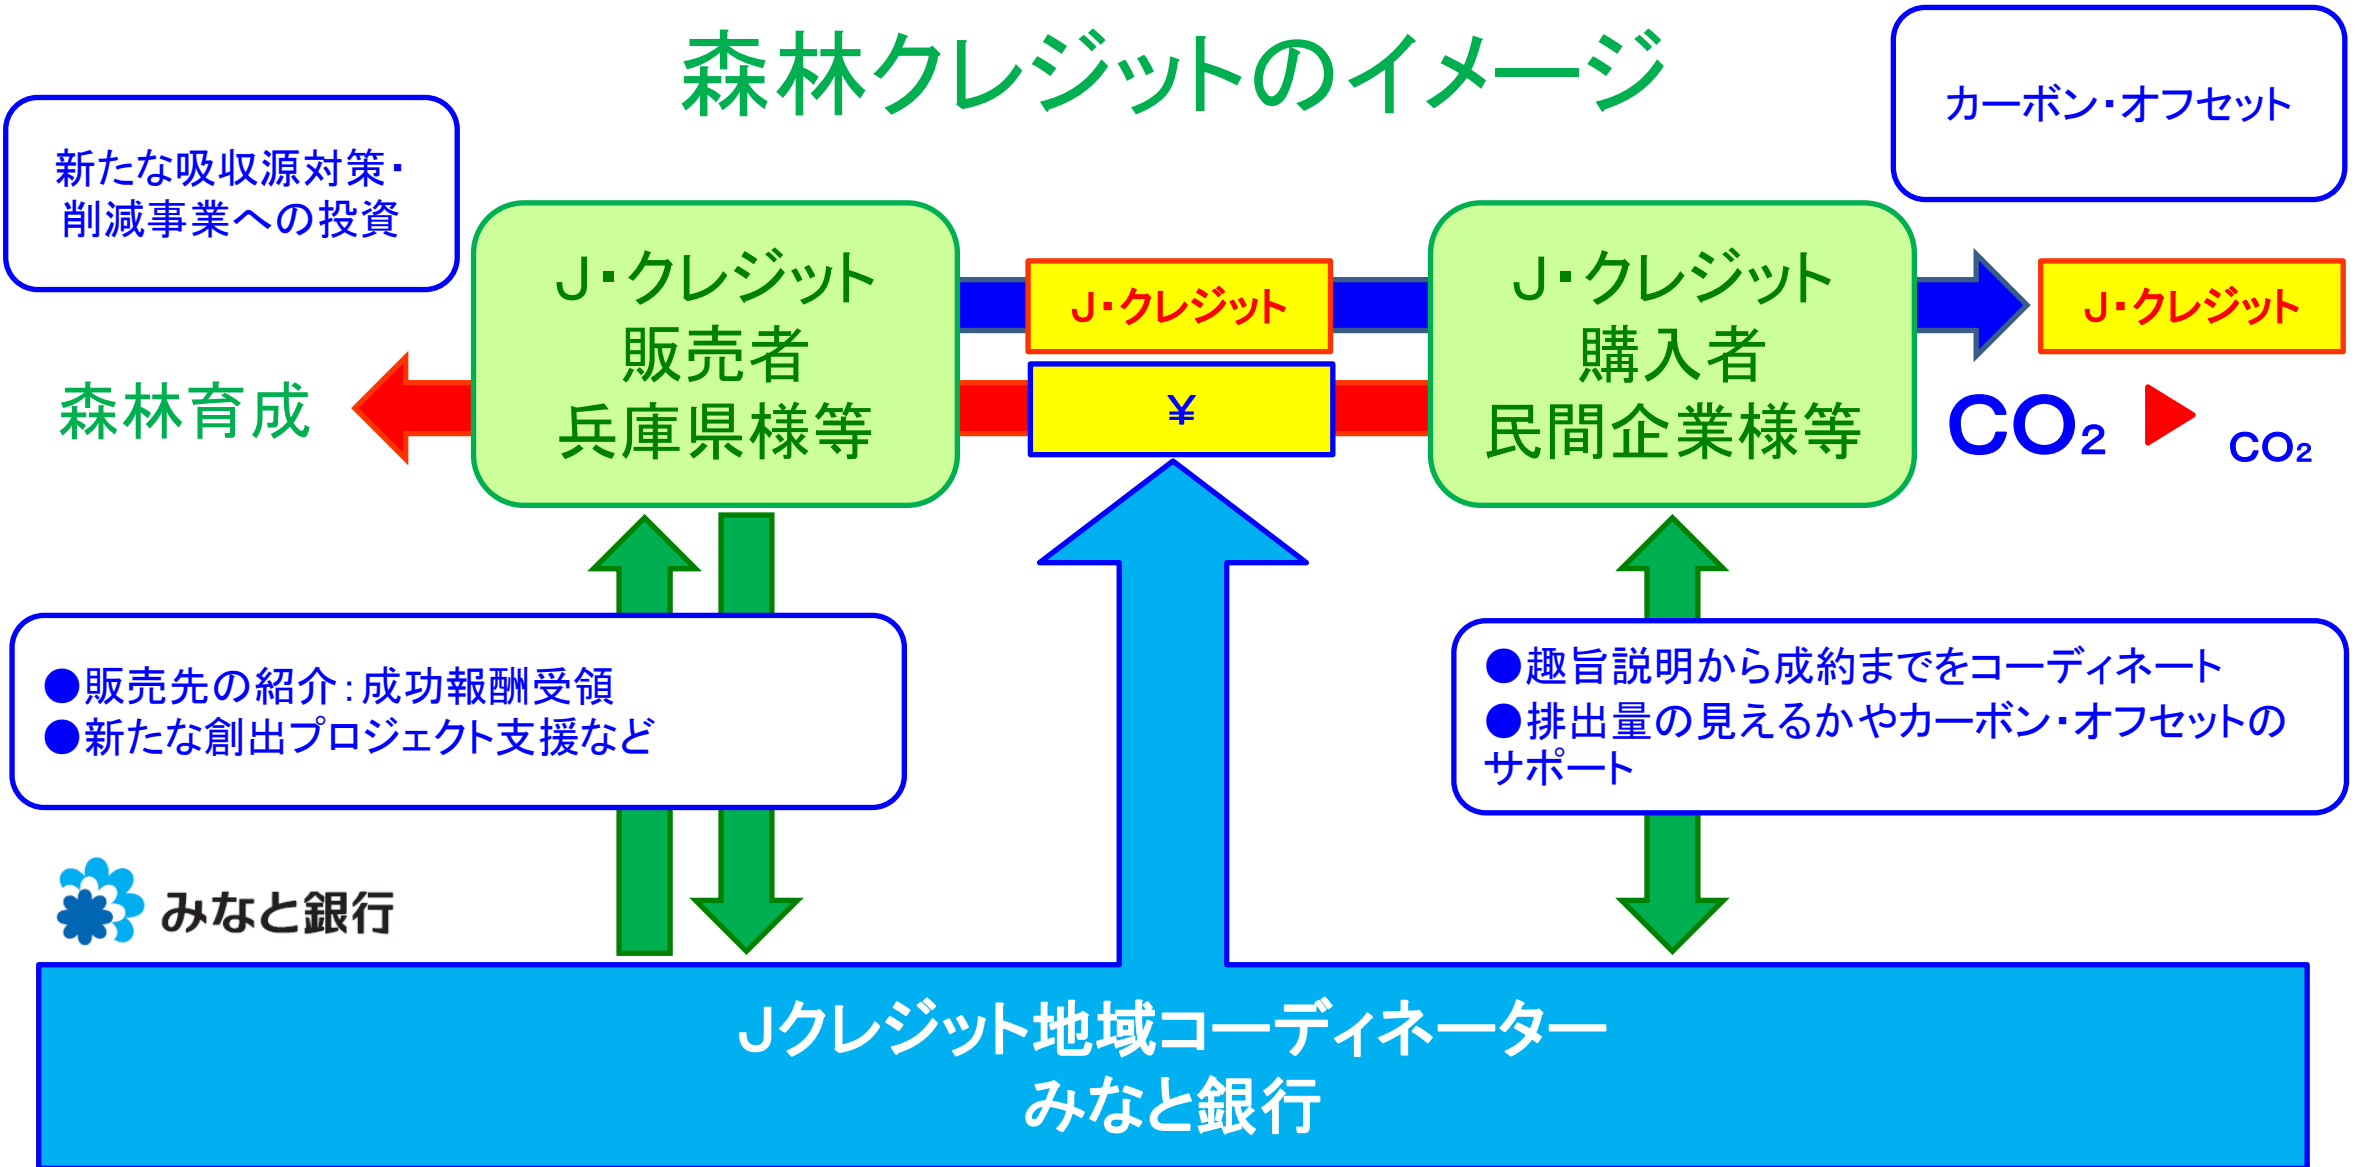 森林クレジットのイメージ
カーボン・オフセット
新たな吸収源対策・
削減事業への投資
J・クレジット
販売者
兵庫県様等
J・クレジット
¥
J・クレジット
購入者
民間企業様等
J・クレジット
森林育成
CO₂
CO₂
●販売先の紹介：成功報酬受領
●新たな創出プロジェクト支援など
●趣旨説明から成約までをコーディネート
●排出量の見えるかやカーボン・オフセットの
サポート
みなと銀行
Jクレジット地域コーディネーター
みなと銀行